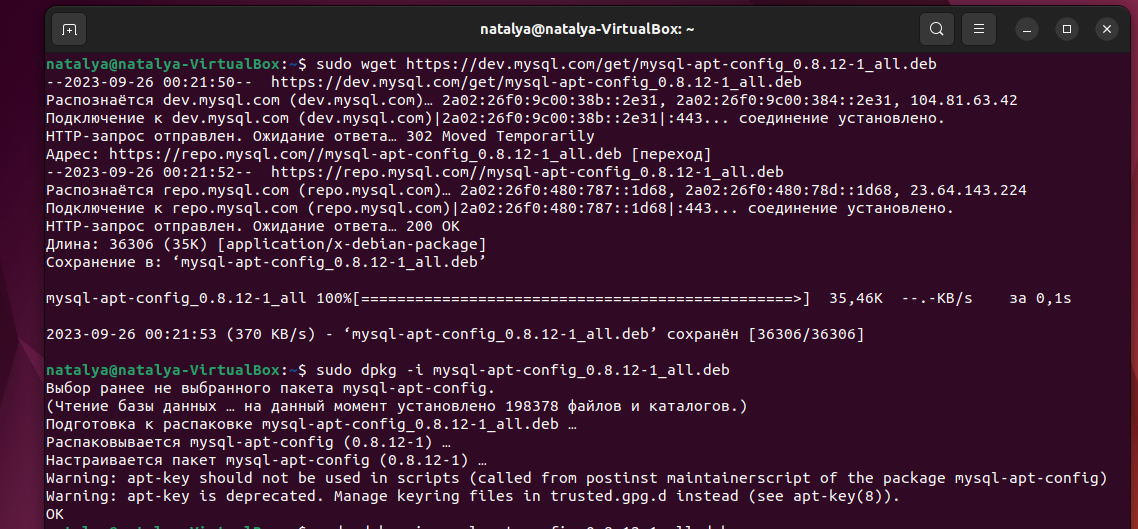 natalya@natalya-VirtualBox: ~
natalya@natalya-VirtualBox:~$ sudo wget https://dev.mysql.com/get/mysql-apt-config_0.8.12-1_all.deb
--2023-09-26 00:21:50--  https://dev.mysql.com/get/mysql-apt-config_0.8.12-1_all.deb
Распознаётся dev.mysql.com (dev.mysql.com)… 2a02:26f0:9c00:38b::2e31, 2a02:26f0:9c00:384::2e31, 104.81.63.42
Подключение к dev.mysql.com (dev.mysql.com)|2a02:26f0:9c00:38b::2e31|:443... соединение установлено.
HTTP-запрос отправлен. Ожидание ответа… 302 Moved Temporarily
Адрес: https://repo.mysql.com//mysql-apt-config_0.8.12-1_all.deb [переход]
--2023-09-26 00:21:52--  https://repo.mysql.com//mysql-apt-config_0.8.12-1_all.deb
Распознаётся repo.mysql.com (repo.mysql.com)… 2a02:26f0:480:787::1d68, 2a02:26f0:480:78d::1d68, 23.64.143.224
Подключение к repo.mysql.com (repo.mysql.com)|2a02:26f0:480:787::1d68|:443... соединение установлено.
HTTP-запрос отправлен. Ожидание ответа… 200 OK
Длина: 36306 (35K) [application/x-debian-package]
Сохранение в: ‘mysql-apt-config_0.8.12-1_all.deb’
mysql-apt-config_0.8.12-1_all 100%[================================================>]  35,46K  --.-KB/s    за 0,1s
2023-09-26 00:21:53 (370 KB/s) - ‘mysql-apt-config_0.8.12-1_all.deb’ сохранён [36306/36306]
natalya@natalya-VirtualBox:~$ sudo dpkg -i mysql-apt-config_0.8.12-1_all.deb
Выбор ранее не выбранного пакета mysql-apt-config.
(Чтение базы данных … на данный момент установлено 198378 файлов и каталогов.)
Подготовка к распаковке mysql-apt-config_0.8.12-1_all.deb …
Распаковывается mysql-apt-config (0.8.12-1) …
Настраивается пакет mysql-apt-config (0.8.12-1) …
Warning: apt-key should not be used in scripts (called from postinst maintainerscript of the package mysql-apt-config)
Warning: apt-key is deprecated. Manage keyring files in trusted.gpg.d instead (see apt-key(8)).
OK